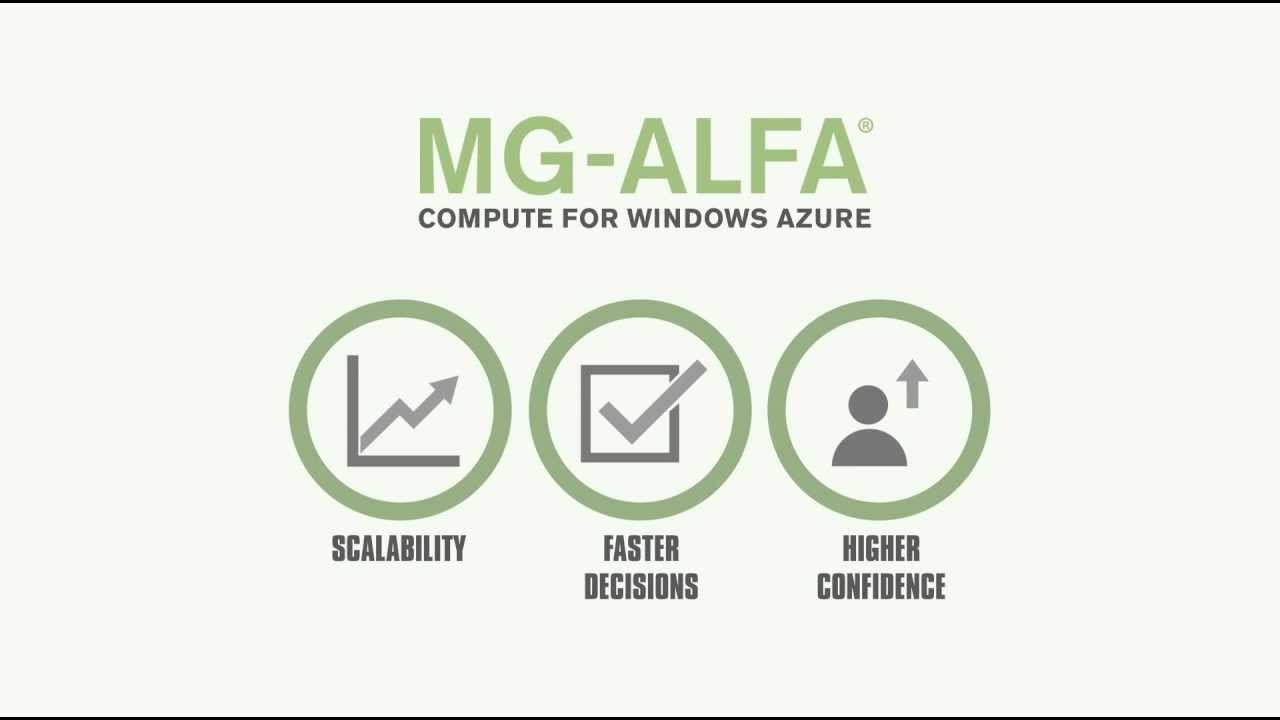 MG-ALFA®
COMPUTE FOR WINDOWS AZURE
SCALABILITY
FASTER
DECISIONS
HIGHER
CONFIDENCE